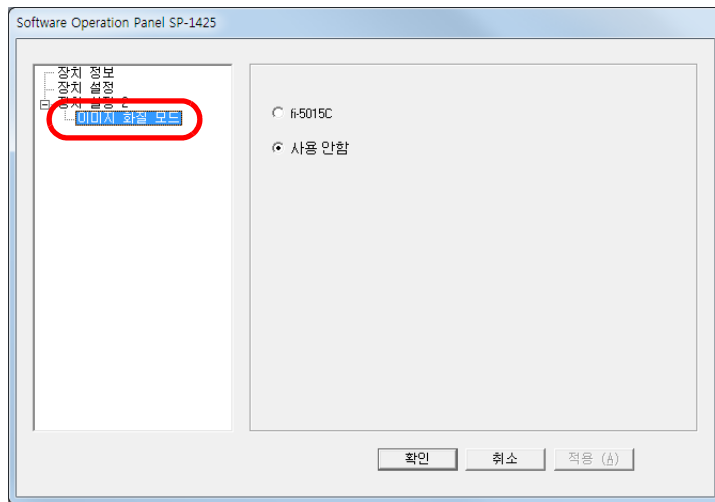 Software Operation Panel SP-1425
장치 정보
장치 설정
장치 설정 2
이미지 화질 모드
fi-5015C
사용 안함
확인
취소
적용 (A)